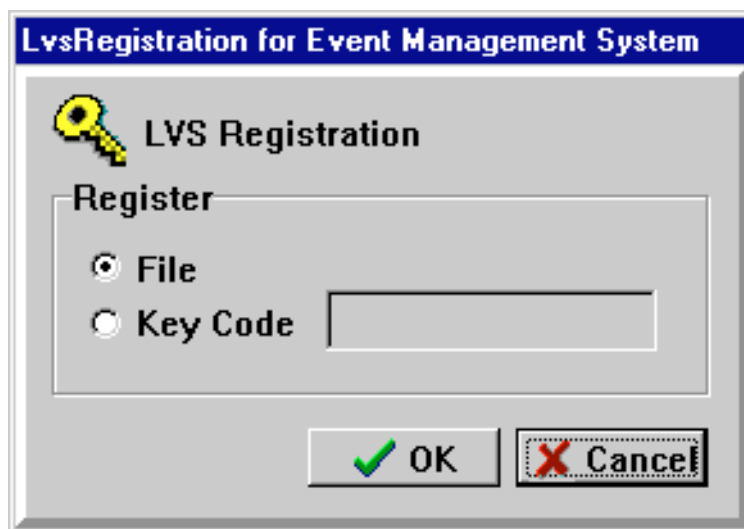 LvsRegistration for Event Management System
LVS Registration
Register
File
Key Code
OK
Cancel